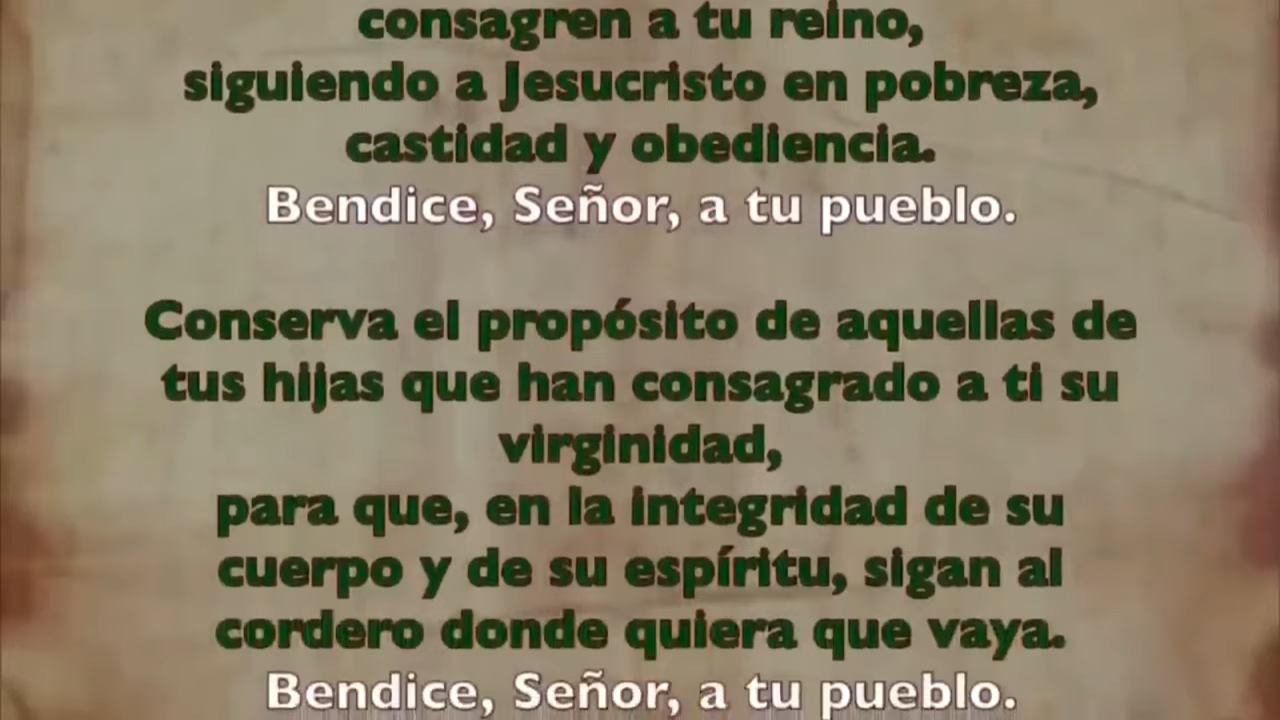 consagren a tu reino,
siguiendo a Jesucristo en pobreza,
castidad y obediencia.
Bendice, Señor, a tu pueblo.
Conserva el propósito de aquellas de
tus hijas que han consagrado a ti su
virginidad,
para que, en la integridad de su
cuerpo y de su espíritu, sigan al
cordero donde quiera que vaya.
Bendice, Señor, a tu pueblo.